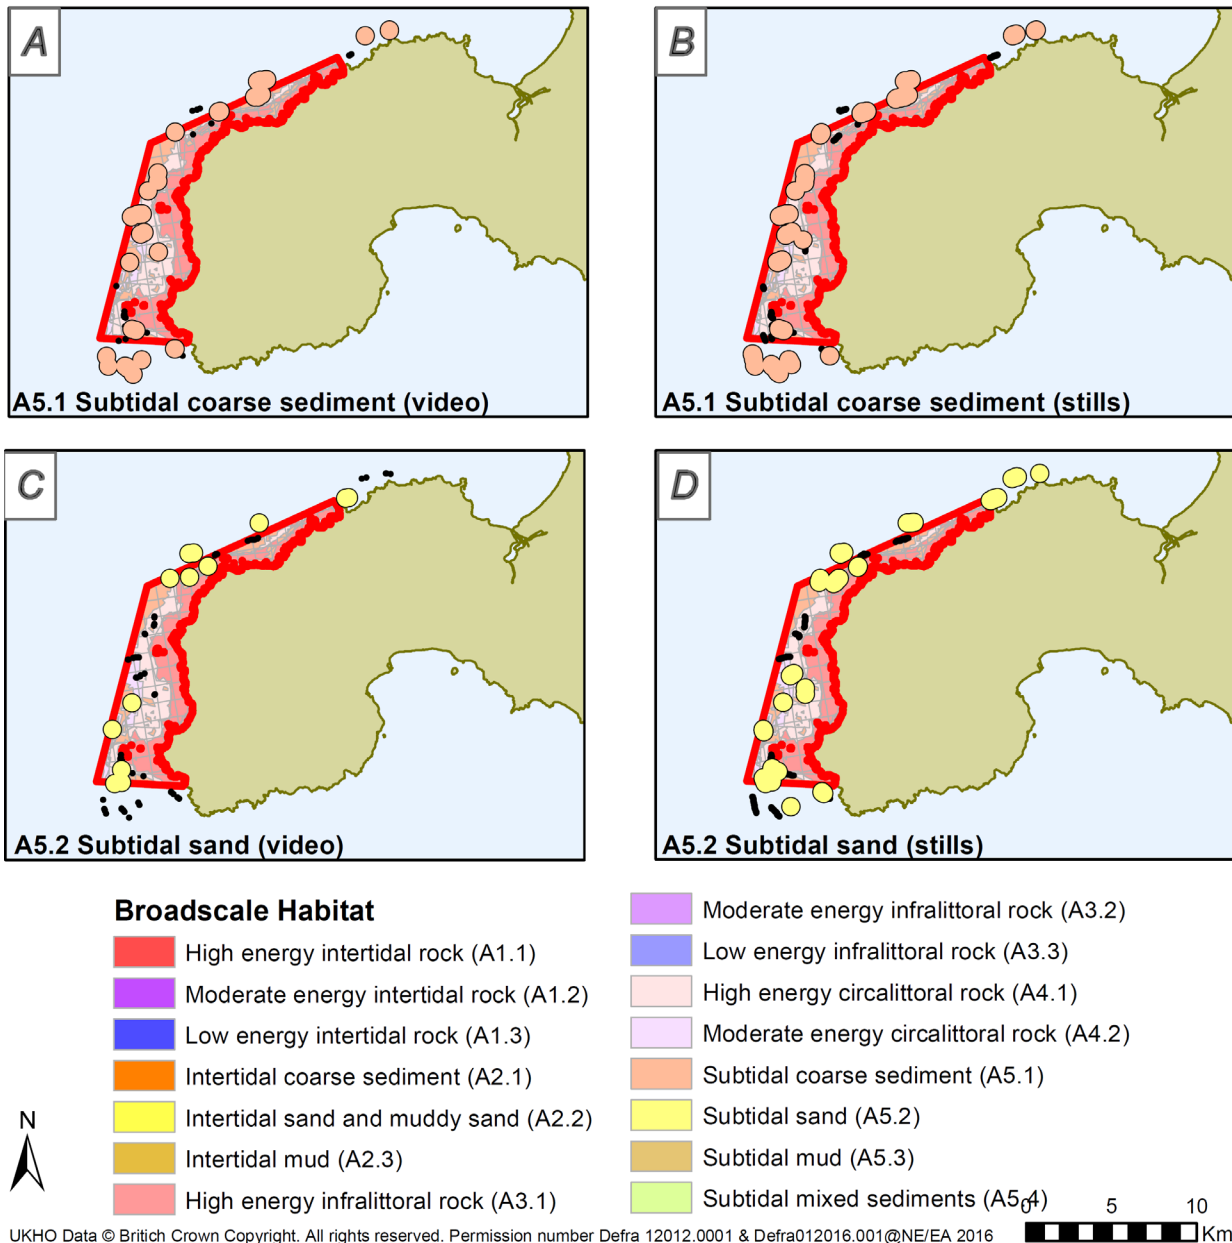 A
A5.1 Subtidal coarse sediment (video)
B
A5.1 Subtidal coarse sediment (stills)
C
A5.2 Subtidal sand (video)
D
A5.2 Subtidal sand (stills)
Broadscale Habitat
High energy intertidal rock (A1.1)
Moderate energy intertidal rock (A1.2)
Low energy intertidal rock (A1.3)
Intertidal coarse sediment (A2.1)
Intertidal sand and muddy sand (A2.2)
Intertidal mud (A2.3)
High energy infralittoral rock (A3.1)
Moderate energy infralittoral rock (A3.2)
Low energy infralittoral rock (A3.3)
High energy circalittoral rock (A4.1)
Moderate energy circalittoral rock (A4.2)
Subtidal coarse sediment (A5.1)
Subtidal sand (A5.2)
Subtidal mud (A5.3)
Subtidal mixed sediments (A5.4)
N
0 5 10
Km
UKHO Data © Britich Crown Copyright. All rights reserved. Permission number Defra 12012.0001 & Defra012016.001@NE/EA 2016